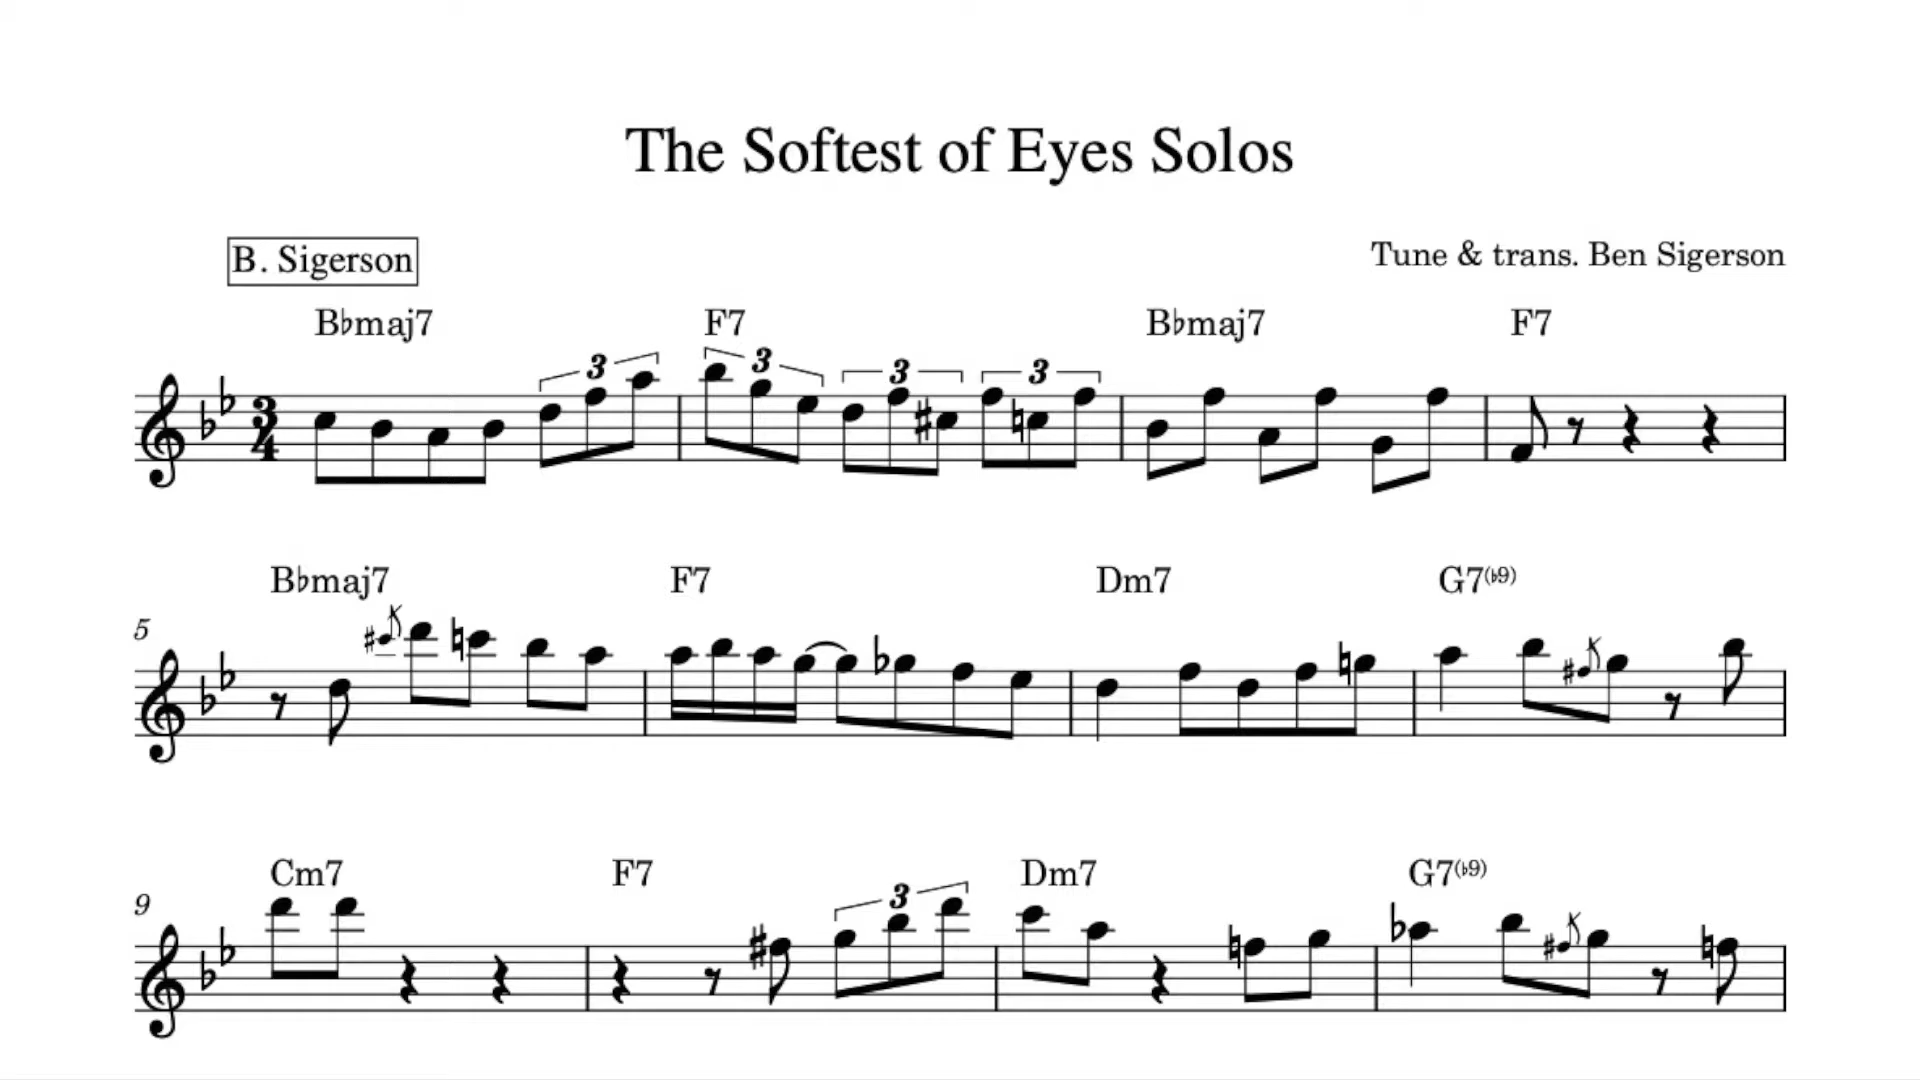 The Softest of Eyes Solos
B. Sigerson
Tune & trans. Ben Sigerson
B♭maj7 F7 B♭maj7 F7
3 3 3 3
3
4
5
B♭maj7 F7 Dm7 G7(♭9)
9
Cm7 F7 Dm7 G7(♭9)
3